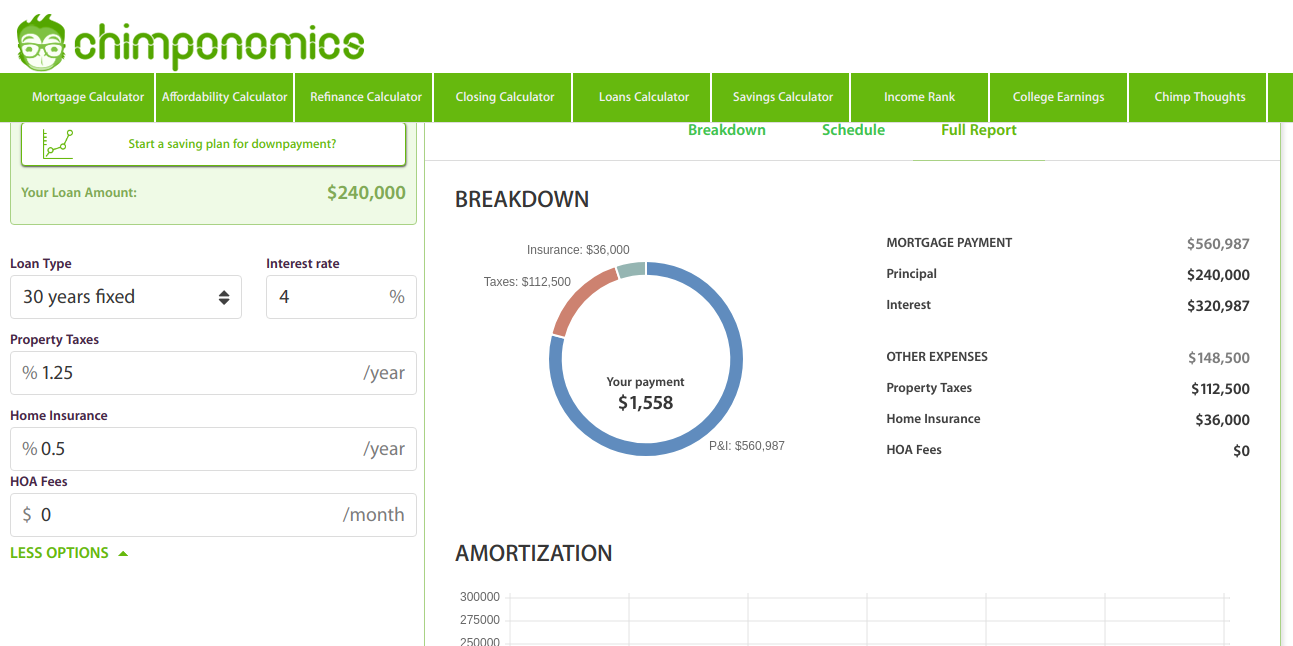 chimponomics
Mortgage Calculator Affordability Calculator Refinance Calculator Closing Calculator Loans Calculator Savings Calculator Income Rank College Earnings Chimp Thoughts
Start a saving plan for downpayment?
Your Loan Amount: $240,000
Loan Type Interest rate
30 years fixed 4 %
Property Taxes
% 1.25 /year
Home Insurance
% 0.5 /year
HOA Fees
$ 0 /month
LESS OPTIONS
Breakdown Schedule Full Report
BREAKDOWN
Insurance: $36,000
Taxes: $112,500
Your payment
$1,558
P&I: $560,987
MORTGAGE PAYMENT $560,987
Principal $240,000
Interest $320,987
OTHER EXPENSES $148,500
Property Taxes $112,500
Home Insurance $36,000
HOA Fees $0
AMORTIZATION
300000
275000
250000